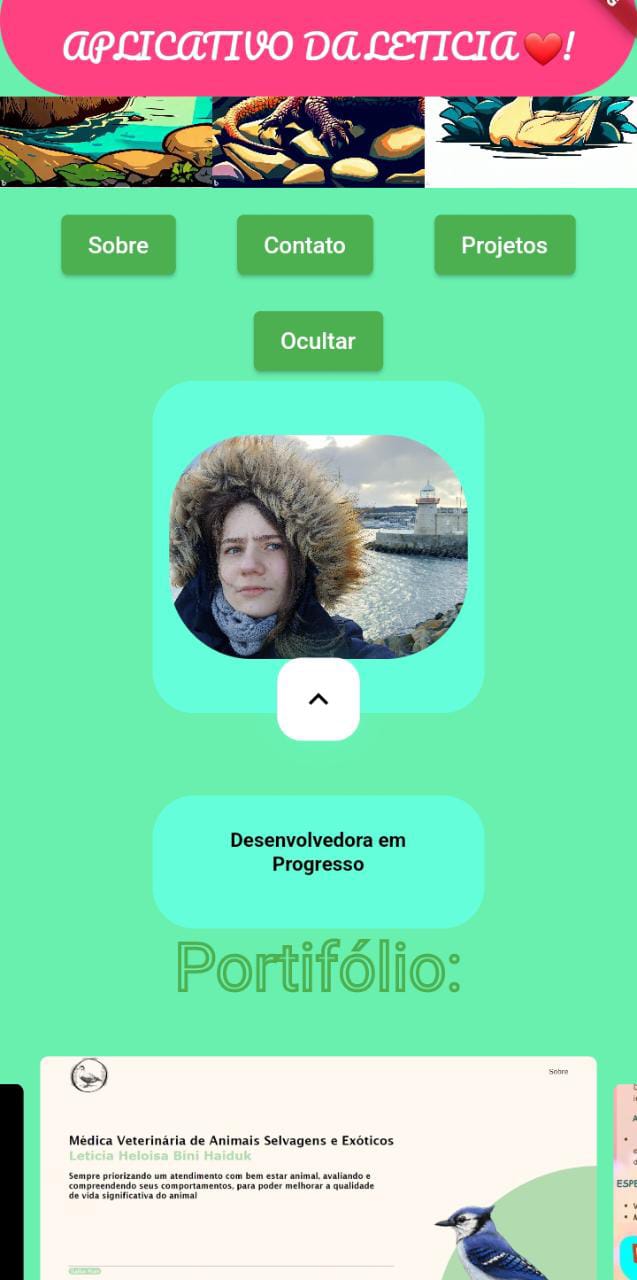 APLICATIVO DA LETICIA ❤️!
Sobre
Contato
Projetos
Ocultar
Desenvolvedora em
Progresso
Portifólio:
Sobre
Médica Veterinária de Animais Selvagens e Exóticos
Leticia Heloisa Bini Haiduk
Sempre priorizando um atendimento com bem estar animal, avaliando e
compreendendo seus comportamentos, para poder melhorar a qualidade
de vida significativa do animal
ESPE